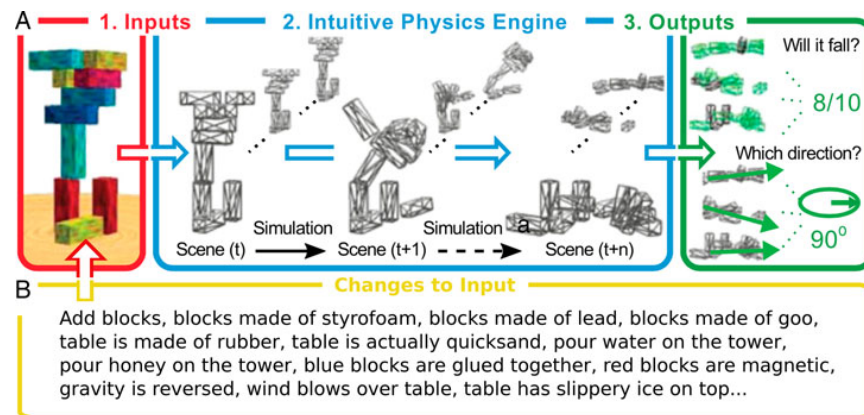 A
1. Inputs
2. Intuitive Physics Engine
3. Outputs
Will it fall?
8/10
Which direction?
90°
Simulation
Simulation
a
Scene (t)
Scene (t+1)
Scene (t+n)
B
Changes to Input
Add blocks, blocks made of styrofoam, blocks made of lead, blocks made of goo,
table is made of rubber, table is actually quicksand, pour water on the tower,
pour honey on the tower, blue blocks are glued together, red blocks are magnetic,
gravity is reversed, wind blows over table, table has slippery ice on top...